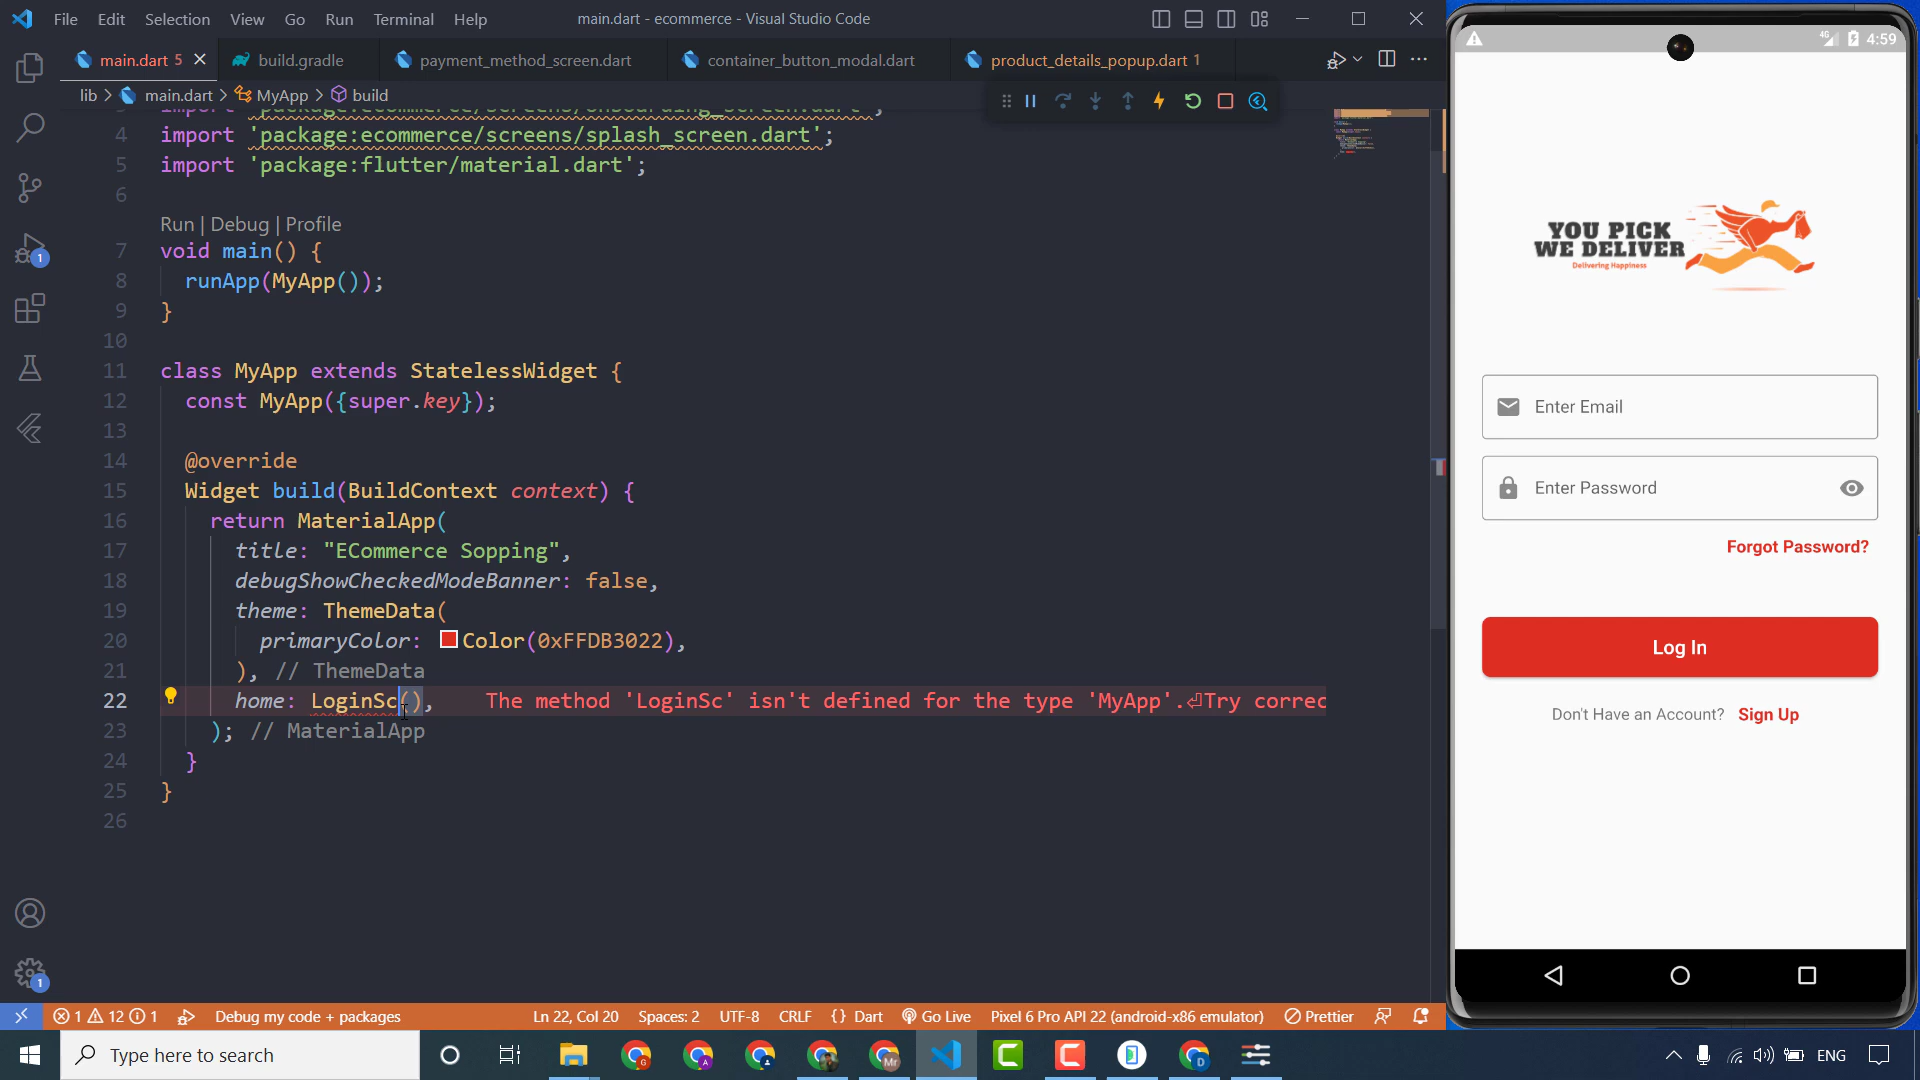 File Edit Selection View Go Run Terminal Help
main.dart - ecommerce - Visual Studio Code
main.dart 5
build.gradle
payment_method_screen.dart
container_button_modal.dart
product_details_popup.dart 1
lib > main.dart > MyApp > build
4 import 'package:ecommerce/screens/splash_screen.dart';
5 import 'package:flutter/material.dart';
6
Run | Debug | Profile
7 void main() {
8 runApp(MyApp());
9 }
10
11 class MyApp extends StatelessWidget {
12 const MyApp({super.key});
13
14 @override
15 Widget build(BuildContext context) {
16 return MaterialApp(
17 title: "ECommerce Sopping",
18 debugShowCheckedModeBanner: false,
19 theme: ThemeData(
20 primaryColor: Color(0xFFDB3022),
21 ), // ThemeData
22 home: LoginSc(), The method 'LoginSc' isn't defined for the type 'MyApp'.⏎Try correc
23 ); // MaterialApp
24 }
25 }
26
1
1
1 12 1 Debug my code + packages Ln 22, Col 20 Spaces: 2 UTF-8 CRLF {} Dart Go Live Pixel 6 Pro API 22 (android-x86 emulator) Prettier
Type here to search
ENG
4G 4:59
YOU PICK
WE DELIVER
Delivering Happiness
Enter Email
Enter Password
Forgot Password?
Log In
Don't Have an Account? Sign Up